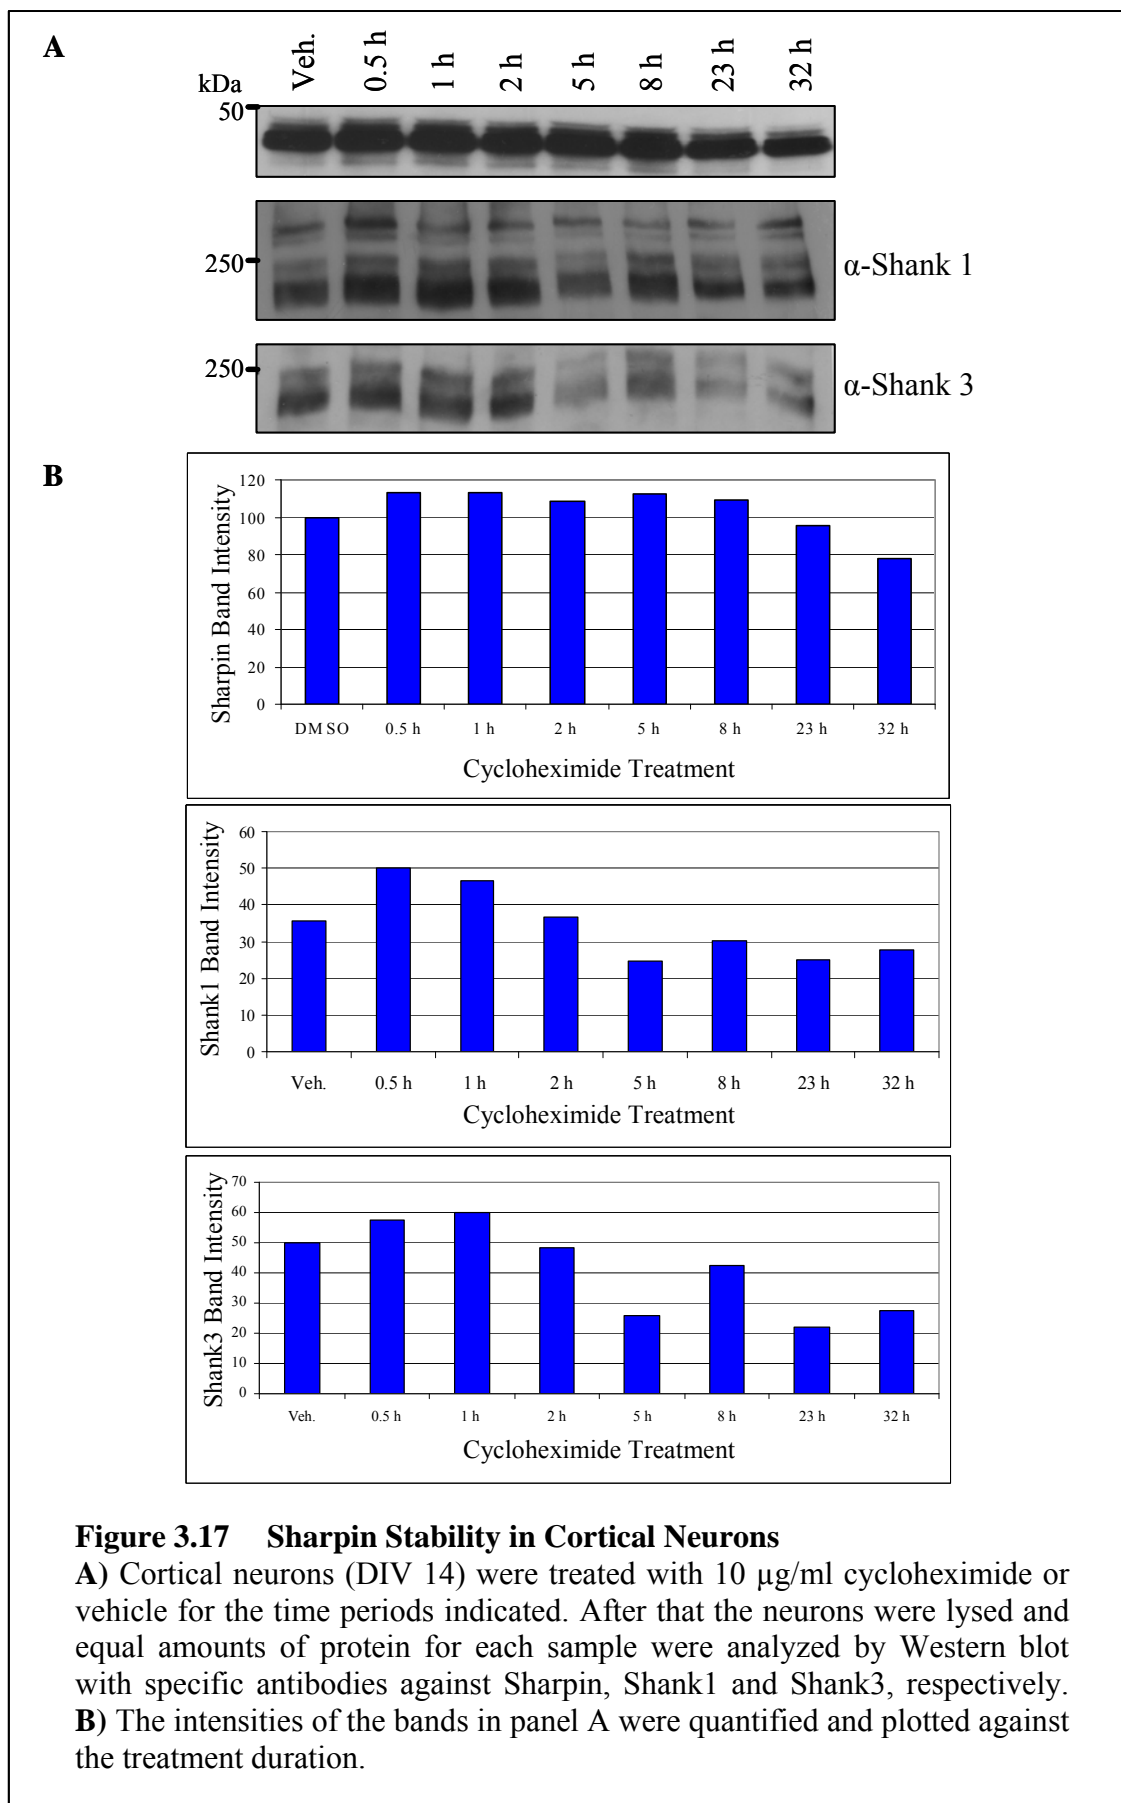 A
Veh. 0.5 h 1 h 2 h 5 h 8 h 23 h 32 h
kDa
50
250
α-Shank 1
250
α-Shank 3
B
Sharpin Band Intensity
120
100
80
60
40
20
0
DMSO 0.5 h 1 h 2 h 5 h 8 h 23 h 32 h
Cycloheximide Treatment
Shank1 Band Intensity
60
50
40
30
20
10
0
Veh. 0.5 h 1 h 2 h 5 h 8 h 23 h 32 h
Cycloheximide Treatment
Shank3 Band Intensity
70
60
50
40
30
20
10
0
Veh. 0.5 h 1 h 2 h 5 h 8 h 23 h 32 h
Cycloheximide Treatment
Figure 3.17 Sharpin Stability in Cortical Neurons
A) Cortical neurons (DIV 14) were treated with 10 µg/ml cycloheximide or
vehicle for the time periods indicated. After that the neurons were lysed and
equal amounts of protein for each sample were analyzed by Western blot
with specific antibodies against Sharpin, Shank1 and Shank3, respectively.
B) The intensities of the bands in panel A were quantified and plotted against
the treatment duration.